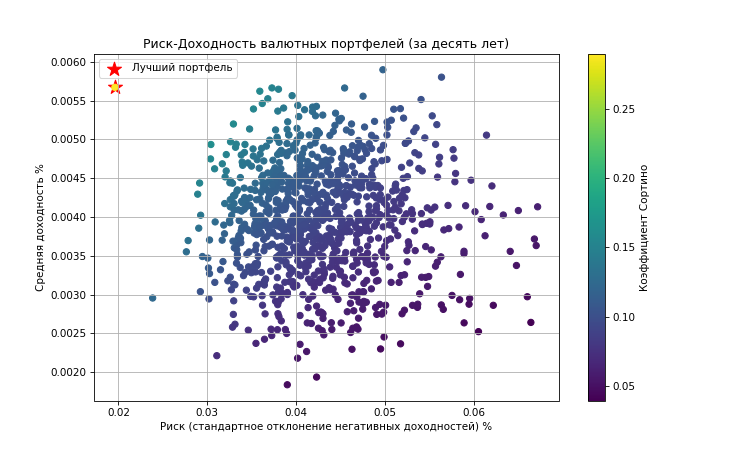 Риск-Доходность валютных портфелей (за десять лет)
Лучший портфель
Средняя доходность %
0.0060
0.0055
0.0050
0.0045
0.0040
0.0035
0.0030
0.0025
0.0020
0.02 0.03 0.04 0.05 0.06
Риск (стандартное отклонение негативных доходностей) %
0.25
0.20
0.15
0.10
0.05
Коэффициент Сортино